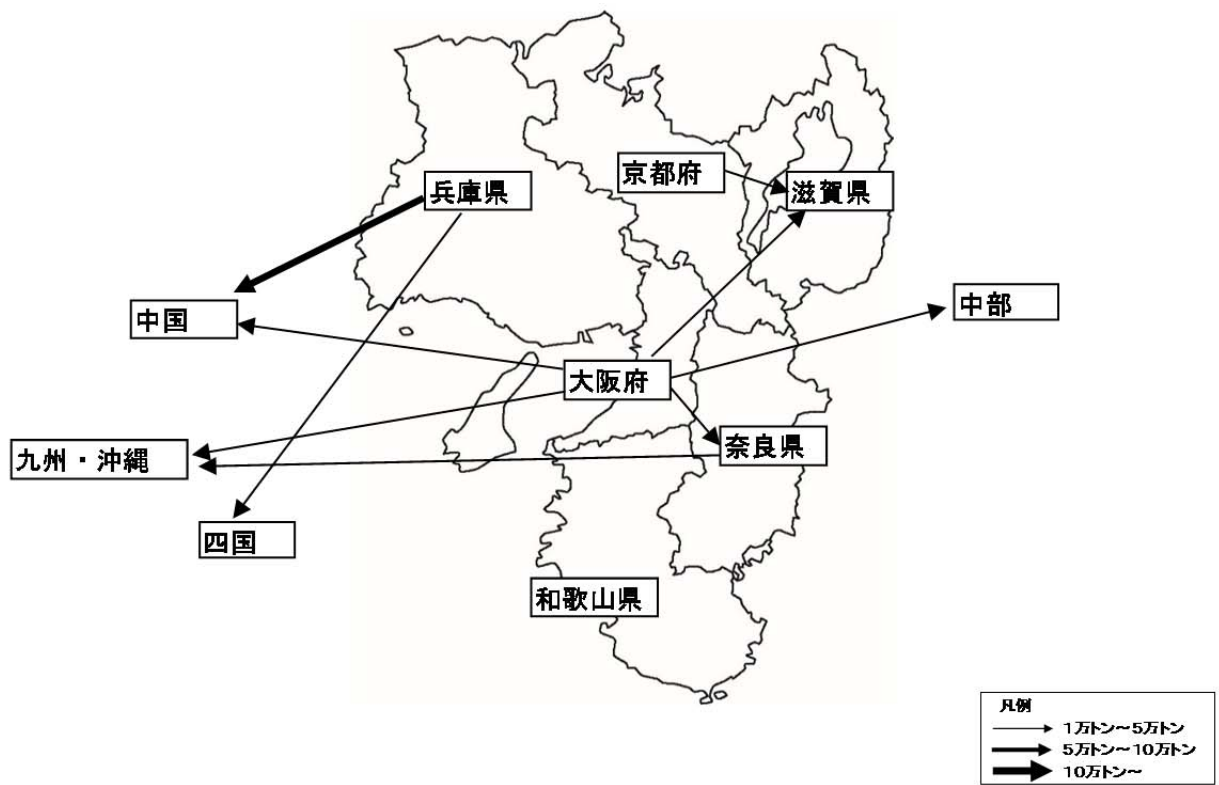 京都府
兵庫県
滋賀県
中国
中部
大阪府
九州・沖縄
奈良県
四国
和歌山県
凡例
1万トン～5万トン
5万トン～10万トン
10万トン～